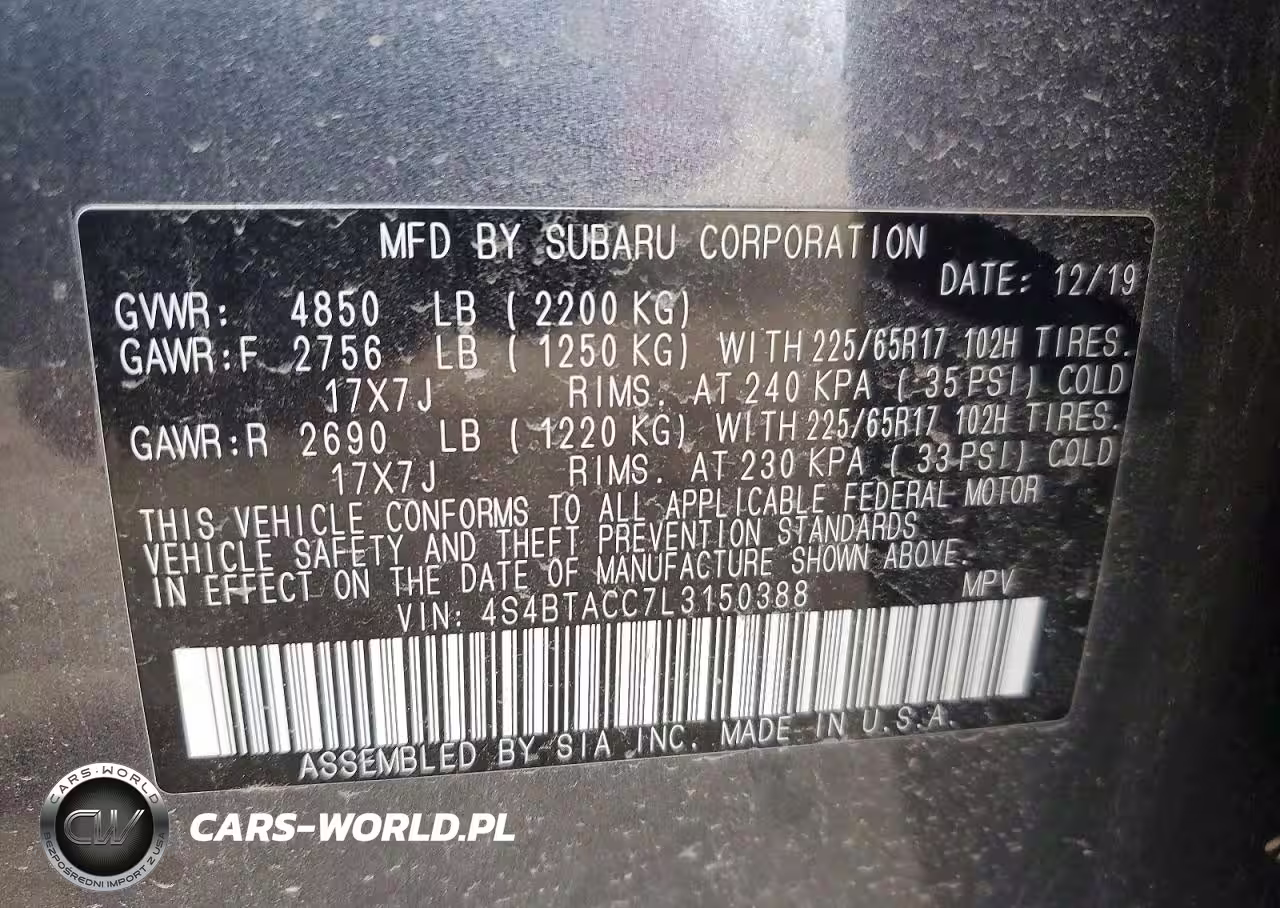 MFD BY SUBARU CORPORATION
DATE: 12/19
GVWR: 4850 LB ( 2200 KG)
GAWR:F 2756 LB ( 1250 KG) WITH 225/65R17 102H TIRES.
17X7J RIMS. AT 240 KPA ( 35 PSI) COLD
GAWR:R 2690 LB ( 1220 KG) WITH 225/65R17 102H TIRES.
17X7J RIMS. AT 230 KPA ( 33 PSI) COLD
THIS VEHICLE CONFORMS TO ALL APPLICABLE FEDERAL MOTOR
VEHICLE SAFETY AND THEFT PREVENTION STANDARDS
IN EFFECT ON THE DATE OF MANUFACTURE SHOWN ABOVE.
VIN: 4S4BTACC7L3150388 MPV
ASSEMBLED BY SIA INC. MADE IN U.S.A.
CARS-WORLD
CW
BEZPOŚREDNI IMPORT Z USA
CARS-WORLD.PL